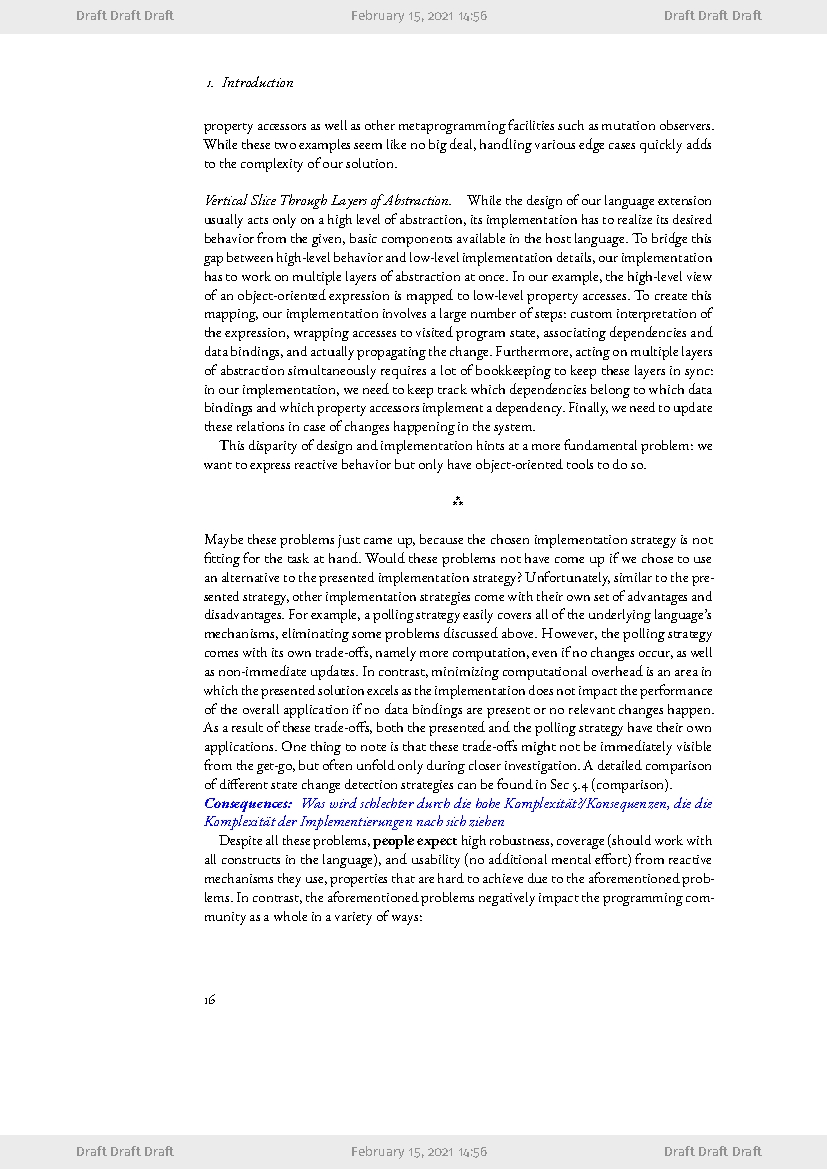 Draft Draft Draft February 15, 2021 14:56 Draft Draft Draft
1. Introduction
property accessors as well as other metaprogramming facilities such as mutation observers.
While these two examples seem like no big deal, handling various edge cases quickly adds
to the complexity of our solution.
Vertical Slice Through Layers of Abstraction. While the design of our language extension
usually acts only on a high level of abstraction, its implementation has to realize its desired
behavior from the given, basic components available in the host language. To bridge this
gap between high-level behavior and low-level implementation details, our implementation
has to work on multiple layers of abstraction at once. In our example, the high-level view
of an object-oriented expression is mapped to low-level property accesses. To create this
mapping, our implementation involves a large number of steps: custom interpretation of
the expression, wrapping accesses to visited program state, associating dependencies and
data bindings, and actually propagating the change. Furthermore, acting on multiple layers
of abstraction simultaneously requires a lot of bookkeeping to keep these layers in sync:
in our implementation, we need to keep track which dependencies belong to which data
bindings and which property accessors implement a dependency. Finally, we need to update
these relations in case of changes happening in the system.
This disparity of design and implementation hints at a more fundamental problem: we
want to express reactive behavior but only have object-oriented tools to do so.
⁂
Maybe these problems just came up, because the chosen implementation strategy is not
fitting for the task at hand. Would these problems not have come up if we chose to use
an alternative to the presented implementation strategy? Unfortunately, similar to the pre-
sented strategy, other implementation strategies come with their own set of advantages and
disadvantages. For example, a polling strategy easily covers all of the underlying language's
mechanisms, eliminating some problems discussed above. However, the polling strategy
comes with its own trade-offs, namely more computation, even if no changes occur, as well
as non-immediate updates. In contrast, minimizing computational overhead is an area in
which the presented solution excels as the implementation does not impact the performance
of the overall application if no data bindings are present or no relevant changes happen.
As a result of these trade-offs, both the presented and the polling strategy have their own
applications. One thing to note is that these trade-offs might not be immediately visible
from the get-go, but often unfold only during closer investigation. A detailed comparison
of different state change detection strategies can be found in Sec 5.4 (comparison).
Consequences: Was wird schlechter durch die hohe Komplexität?/Konsequenzen, die die
Komplexität der Implementierungen nach sich ziehen
Despite all these problems, people expect high robustness, coverage (should work with
all constructs in the language), and usability (no additional mental effort) from reactive
mechanisms they use, properties that are hard to achieve due to the aforementioned prob-
lems. In contrast, the aforementioned problems negatively impact the programming com-
munity as a whole in a variety of ways:
16
Draft Draft Draft February 15, 2021 14:56 Draft Draft Draft